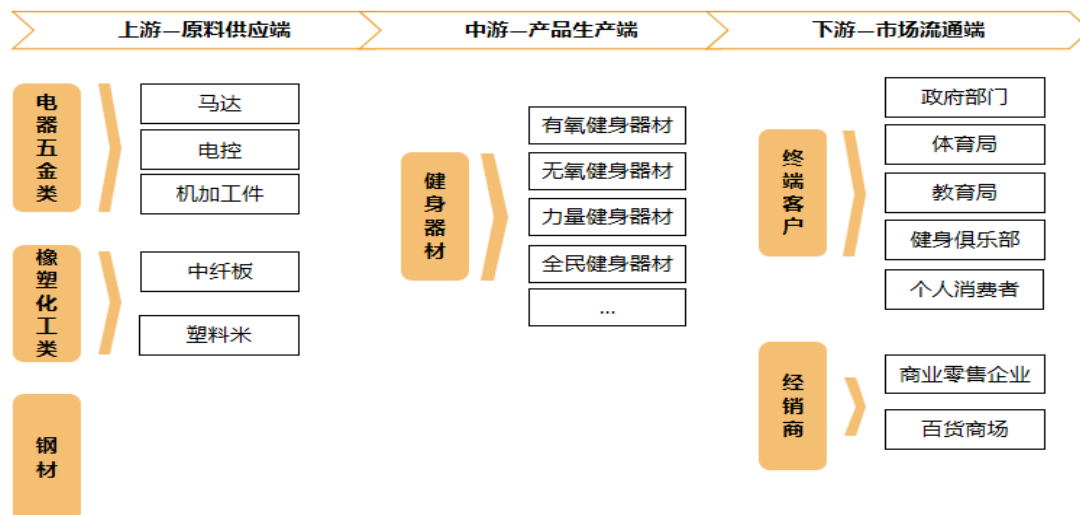 上游—原料供应端
中游—产品生产端
下游—市场流通端
电器五金类
马达
电控
机加工件
橡塑化工类
中纤板
塑料米
钢材
健身器材
有氧健身器材
无氧健身器材
力量健身器材
全民健身器材
...
终端客户
政府部门
体育局
教育局
健身俱乐部
个人消费者
经销商
商业零售企业
百货商场